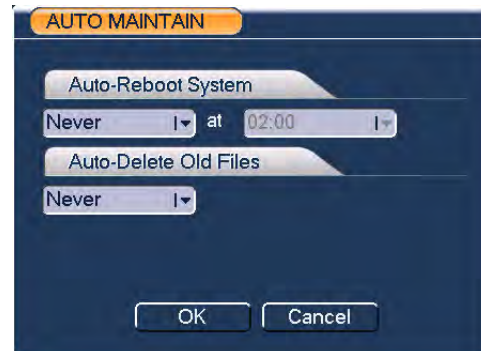 AUTO MAINTAIN
Auto-Reboot System
Never at 02:00
Auto-Delete Old Files
Never
OK Cancel